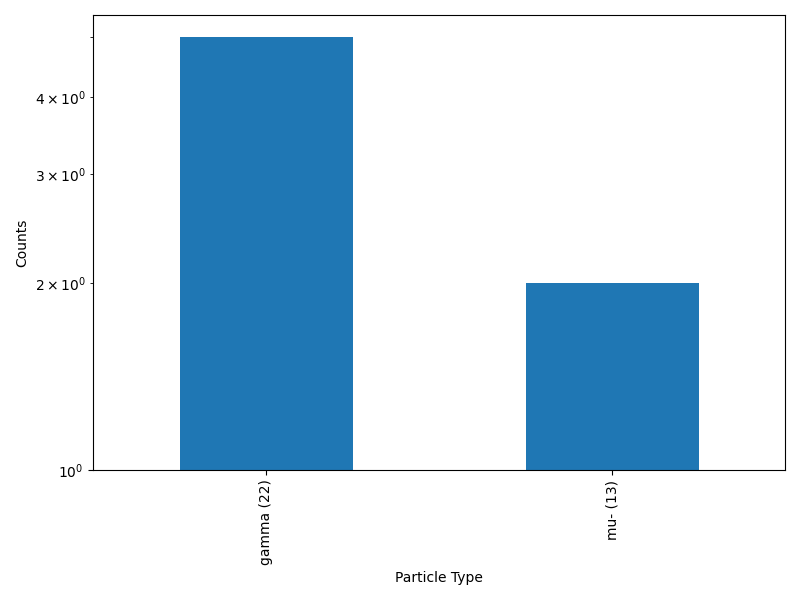 4 × 10⁰
3 × 10⁰
2 × 10⁰
10⁰
Counts
gamma (22)
mu- (13)
Particle Type